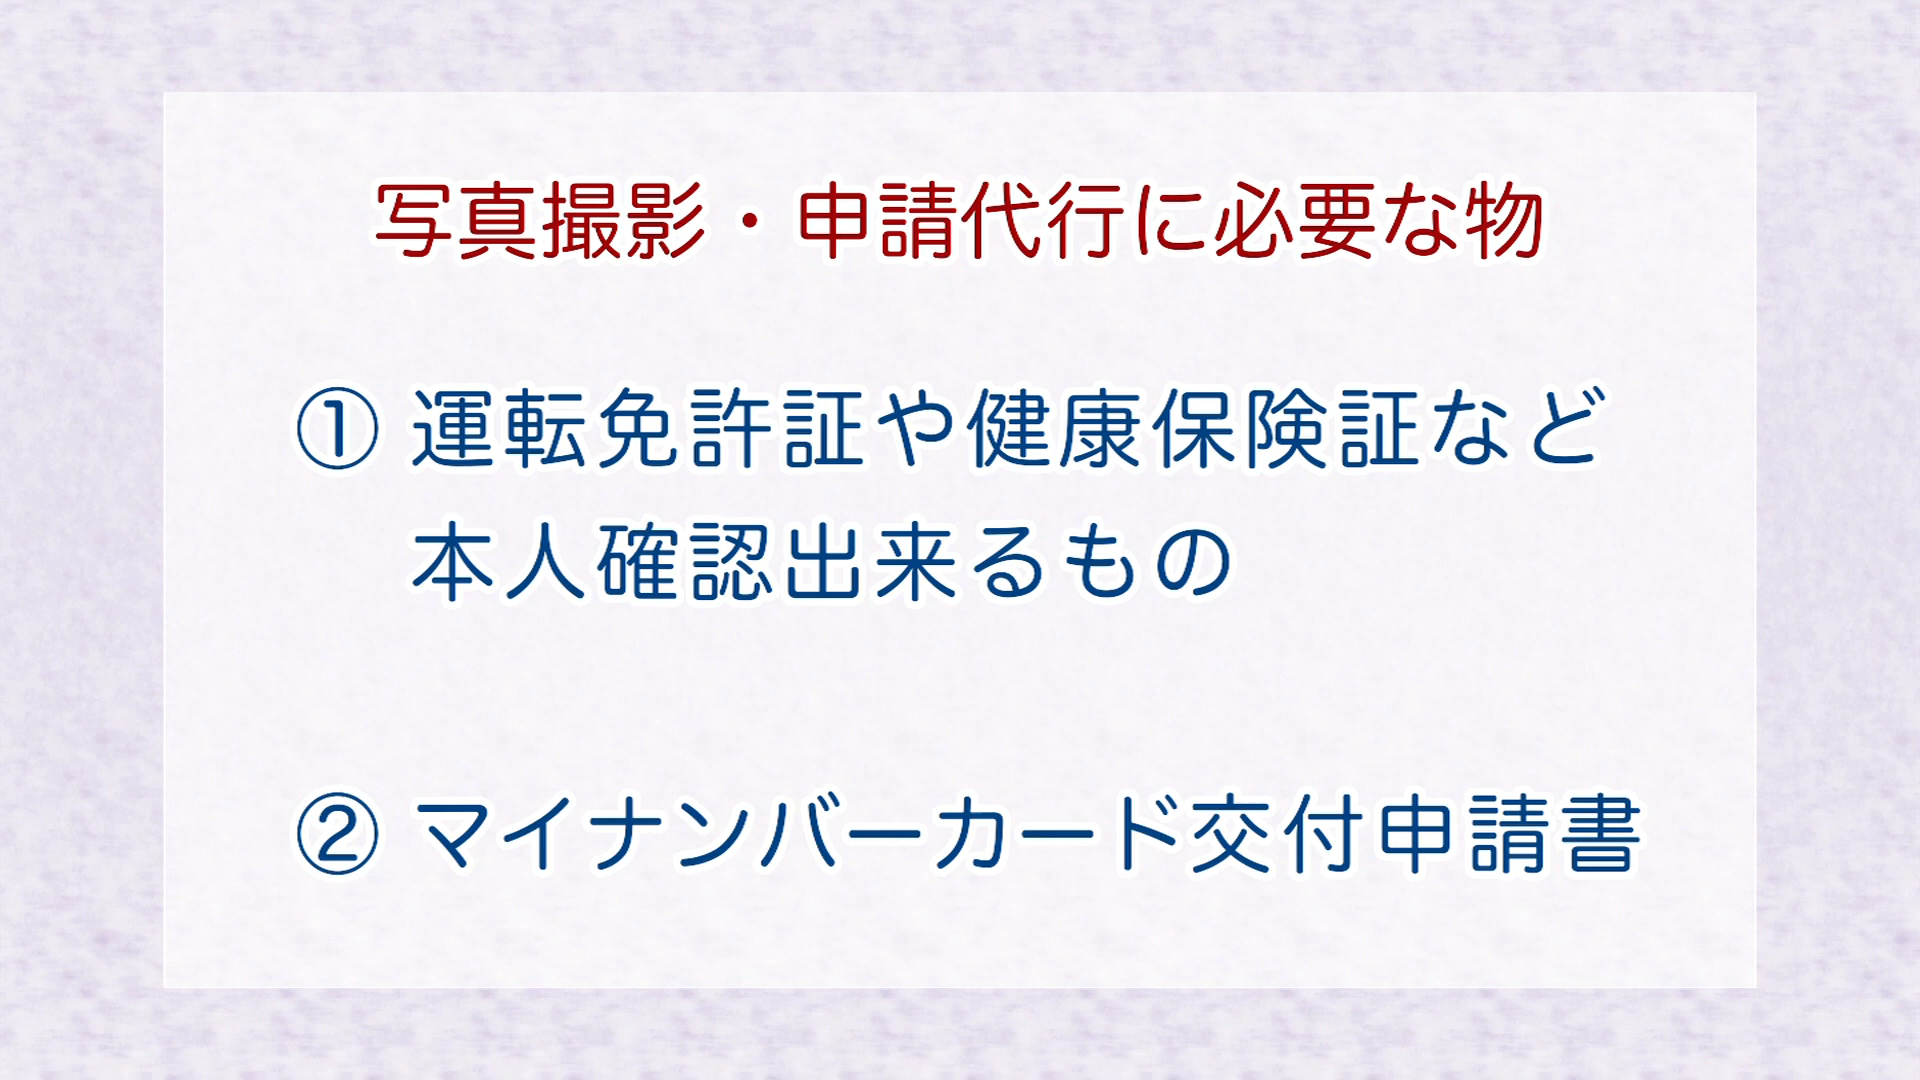 写真撮影・申請代行に必要な物
① 運転免許証や健康保険証など
本人確認出来るもの
② マイナンバーカード交付申請書